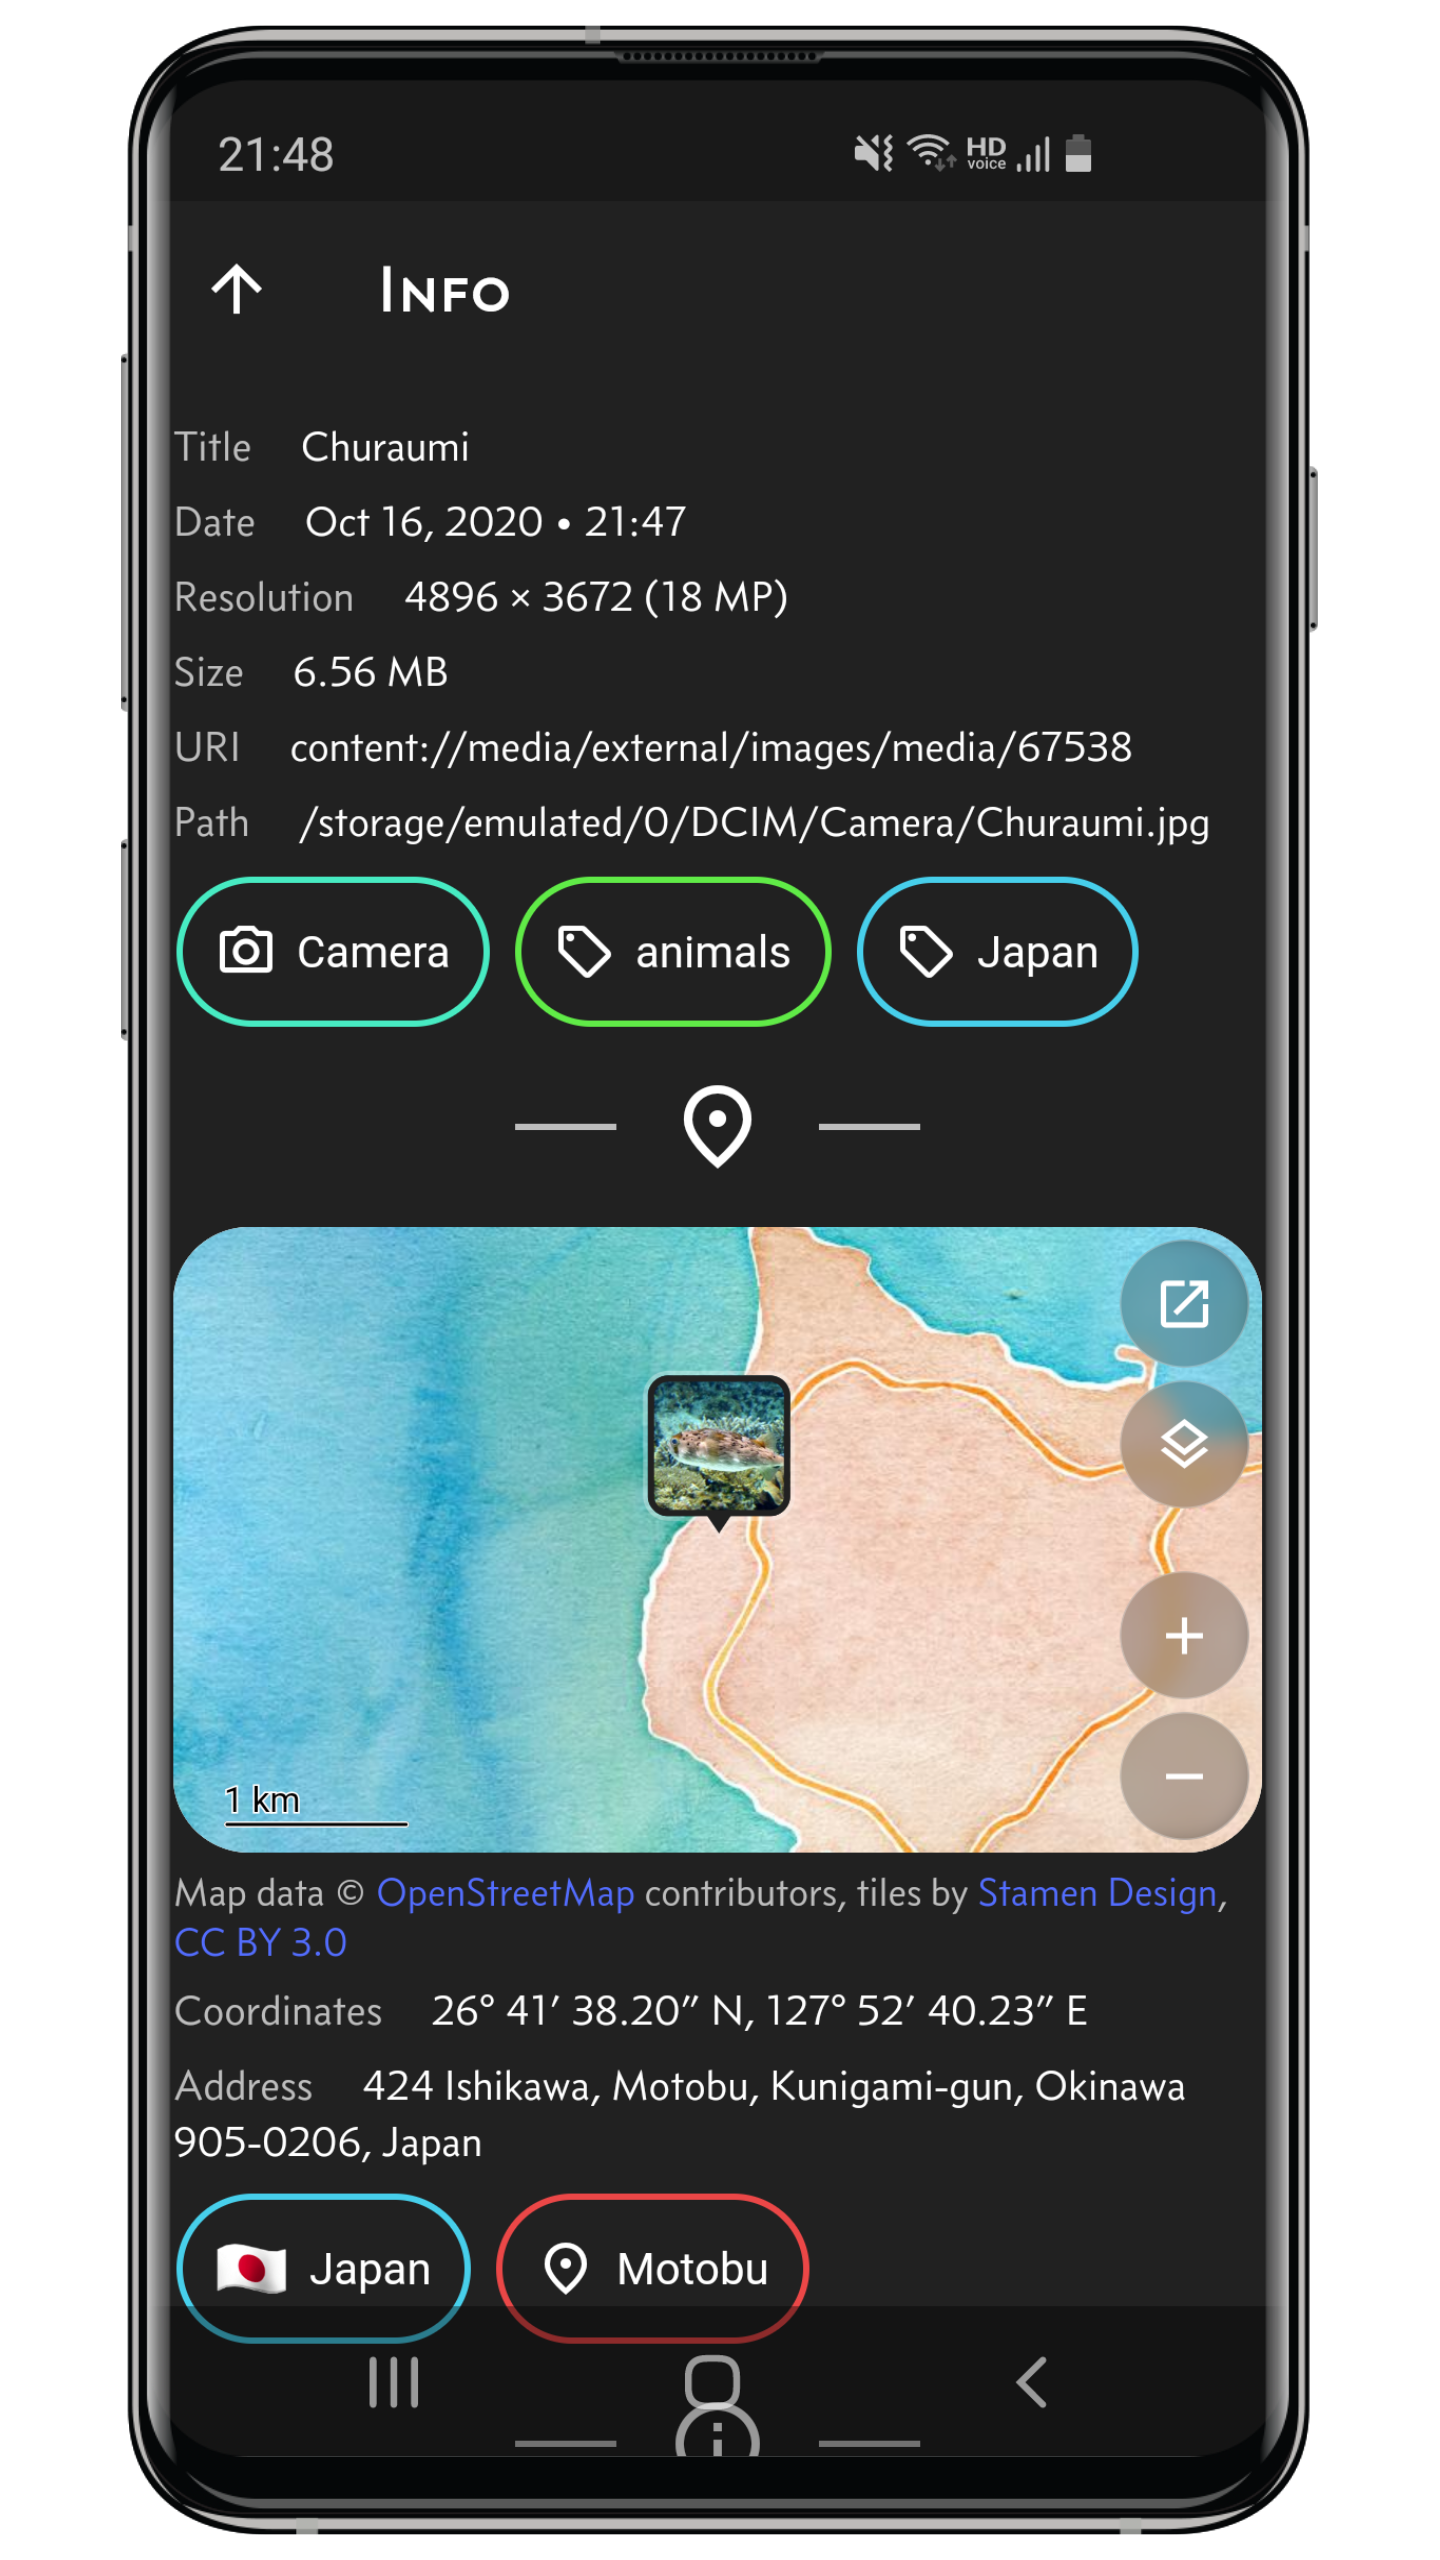 21:48
HD
voice
Info
Title Churaumi
Date Oct 16, 2020 • 21:47
Resolution 4896 × 3672 (18 MP)
Size 6.56 MB
URI content://media/external/images/media/67538
Path /storage/emulated/0/DCIM/Camera/Churaumi.jpg
Camera animals Japan
1 km
Map data © OpenStreetMap contributors, tiles by Stamen Design,
CC BY 3.0
Coordinates 26° 41′ 38.20″ N, 127° 52′ 40.23″ E
Address 424 Ishikawa, Motobu, Kunigami-gun, Okinawa
905-0206, Japan
Japan Motobu